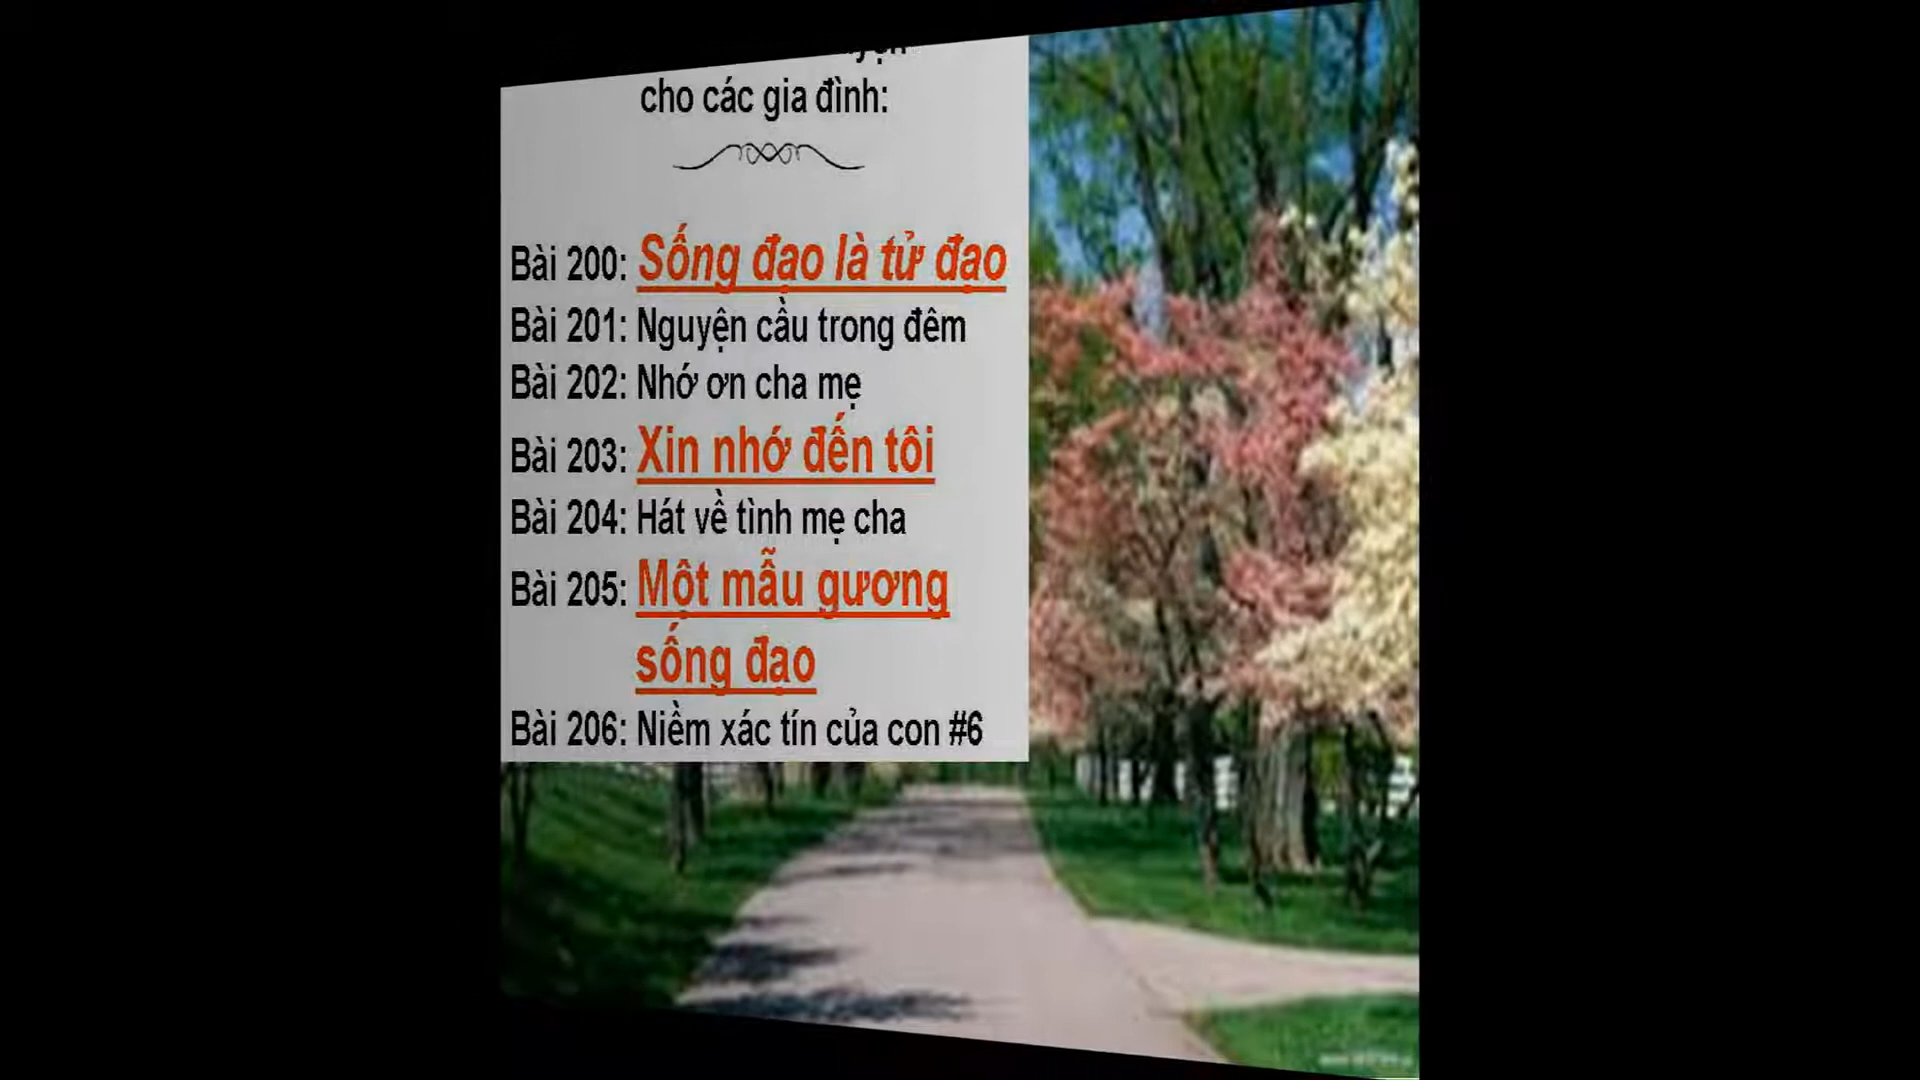 cho các gia đình:
Bài 200: Sống đạo là tử đạo
Bài 201: Nguyện cầu trong đêm
Bài 202: Nhớ ơn cha mẹ
Bài 203: Xin nhớ đến tôi
Bài 204: Hát về tình mẹ cha
Bài 205: Một mẫu gương
sống đạo
Bài 206: Niềm xác tín của con #6